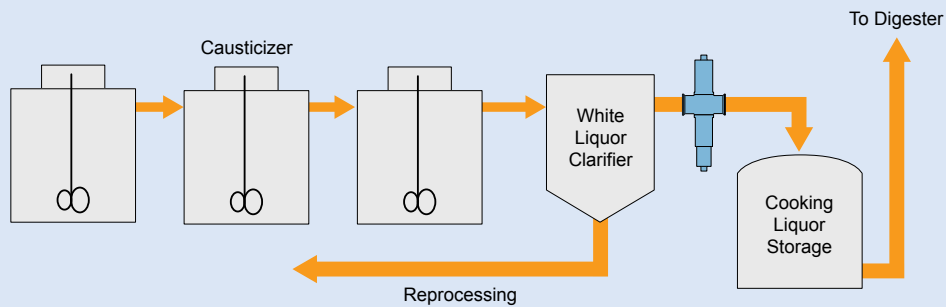 To Digester
Causticizer
White
Liquor
Clarifier
Cooking
Liquor
Storage
Reprocessing